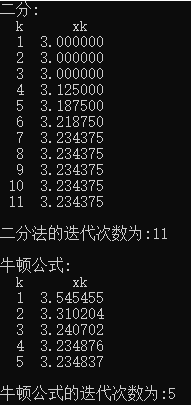 二分:
k xk
1 3.000000
2 3.000000
3 3.000000
4 3.125000
5 3.187500
6 3.218750
7 3.234375
8 3.234375
9 3.234375
10 3.234375
11 3.234375
二分法的迭代次数为:11
牛顿公式:
k xk
1 3.545455
2 3.310204
3 3.240702
4 3.234876
5 3.234837
牛顿公式的迭代次数为:5